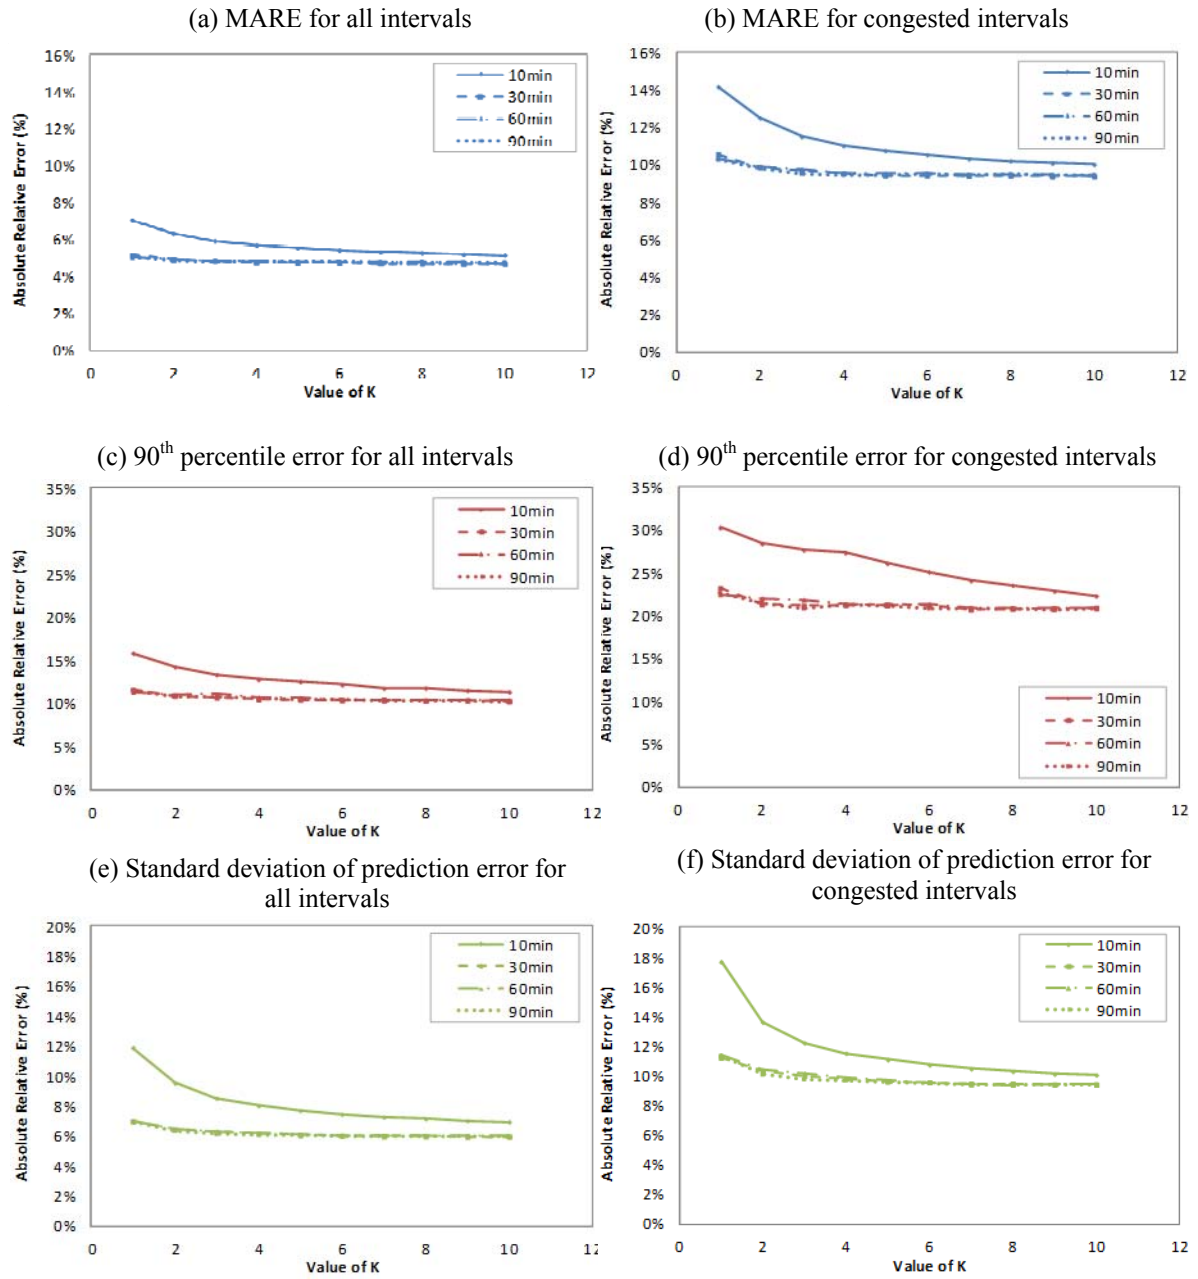 (a) MARE for all intervals
(b) MARE for congested intervals
16%
14%
12%
10%
8%
6%
4%
2%
0%
Absolute Relative Error (%)
0 2 4 6 8 10 12
Value of K
10min
30min
60min
90min
16%
14%
12%
10%
8%
6%
4%
2%
0%
Absolute Relative Error (%)
0 2 4 6 8 10 12
Value of K
10min
30min
60min
90min
(c) 90th percentile error for all intervals
(d) 90th percentile error for congested intervals
35%
30%
25%
20%
15%
10%
5%
0%
Absolute Relative Error (%)
0 2 4 6 8 10 12
Value of K
10min
30min
60min
90min
35%
30%
25%
20%
15%
10%
5%
0%
Absolute Relative Error (%)
0 2 4 6 8 10 12
Value of K
10min
30min
60min
90min
(e) Standard deviation of prediction error for
all intervals
(f) Standard deviation of prediction error for
congested intervals
20%
18%
16%
14%
12%
10%
8%
6%
4%
2%
0%
Absolute Relative Error (%)
0 2 4 6 8 10 12
Value of K
10min
30min
60min
90min
20%
18%
16%
14%
12%
10%
8%
6%
4%
2%
0%
Absolute Relative Error (%)
0 2 4 6 8 10 12
Value of K
10min
30min
60min
90min